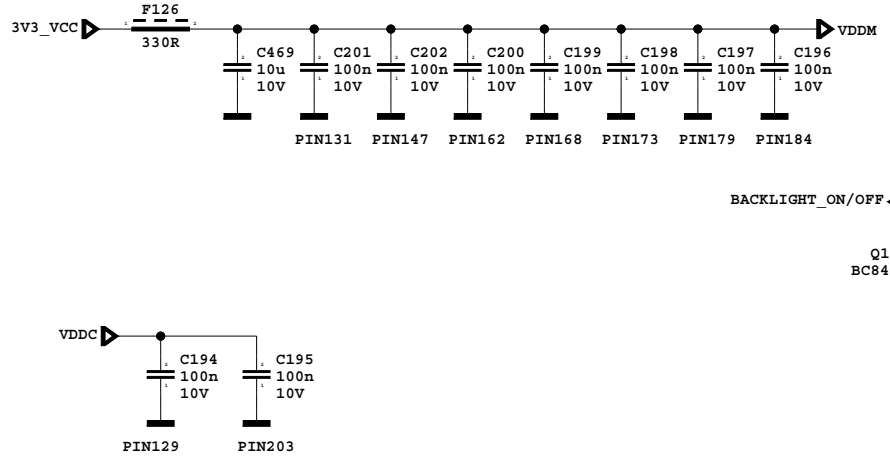 F126
3V3_VCC 1 2 VDDM
330R
C469 C201 C202 C200 C199 C198 C197 C196
10u 100n 100n 100n 100n 100n 100n 100n
10V 10V 10V 10V 10V 10V 10V 10V
PIN131 PIN147 PIN162 PIN168 PIN173 PIN179 PIN184
BACKLIGHT_ON/OFF
Q1
BC84
VDDC
C194 C195
100n 100n
10V 10V
PIN129 PIN203